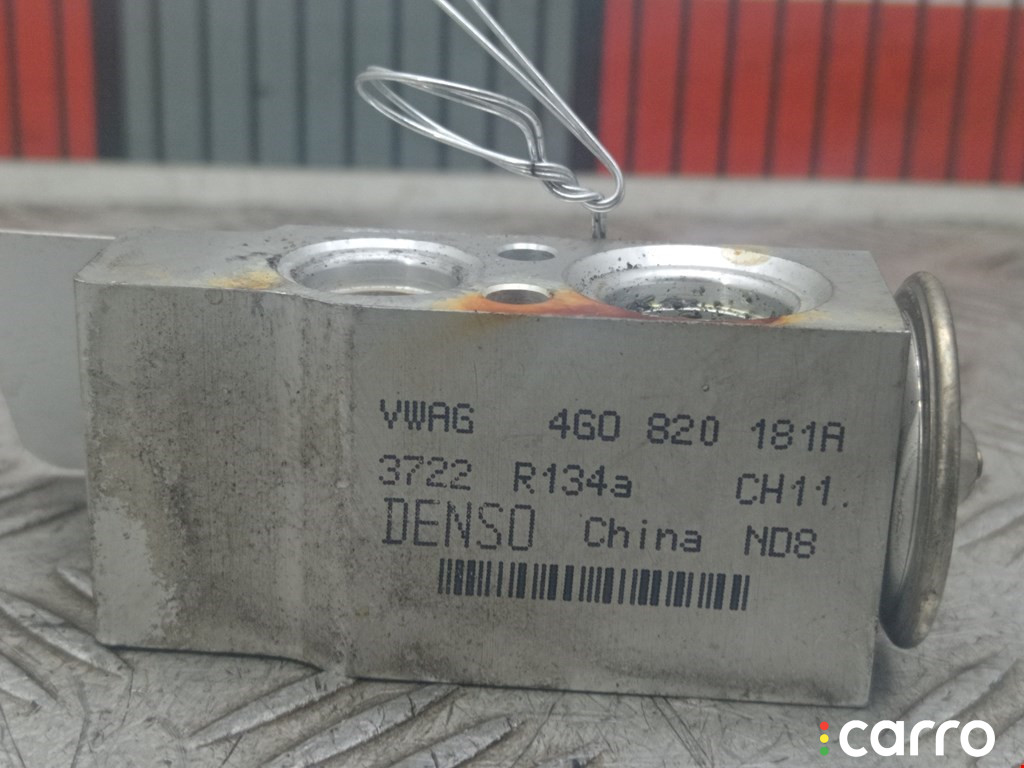 VWAG 4G0 820 181A
3722 R134a CH11.
DENSO China ND8
carro